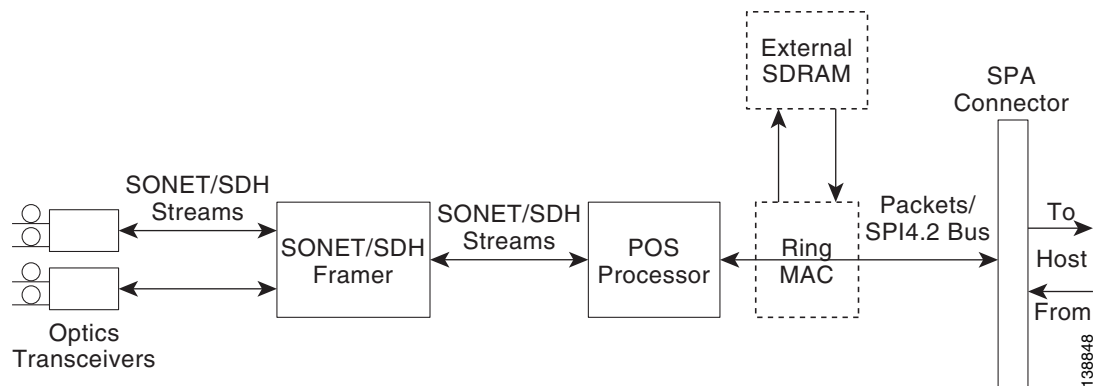 External
SDRAM
SPA
Connector
SONET/SDH
Streams
SONET/SDH
Framer
SONET/SDH
Streams
POS
Processor
Ring
MAC
Packets/
SPI4.2 Bus
To
Host
From
Optics
Transceivers
138848